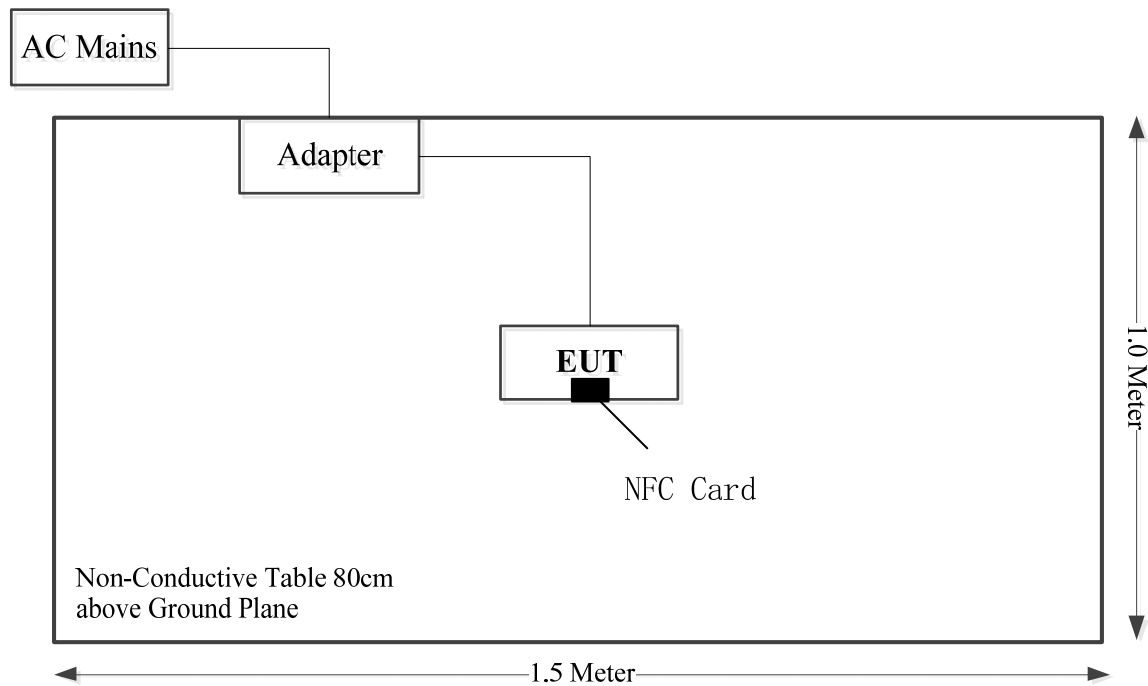 AC Mains
Adapter
EUT
NFC Card
Non-Conductive Table 80cm
above Ground Plane
1.0 Meter
1.5 Meter